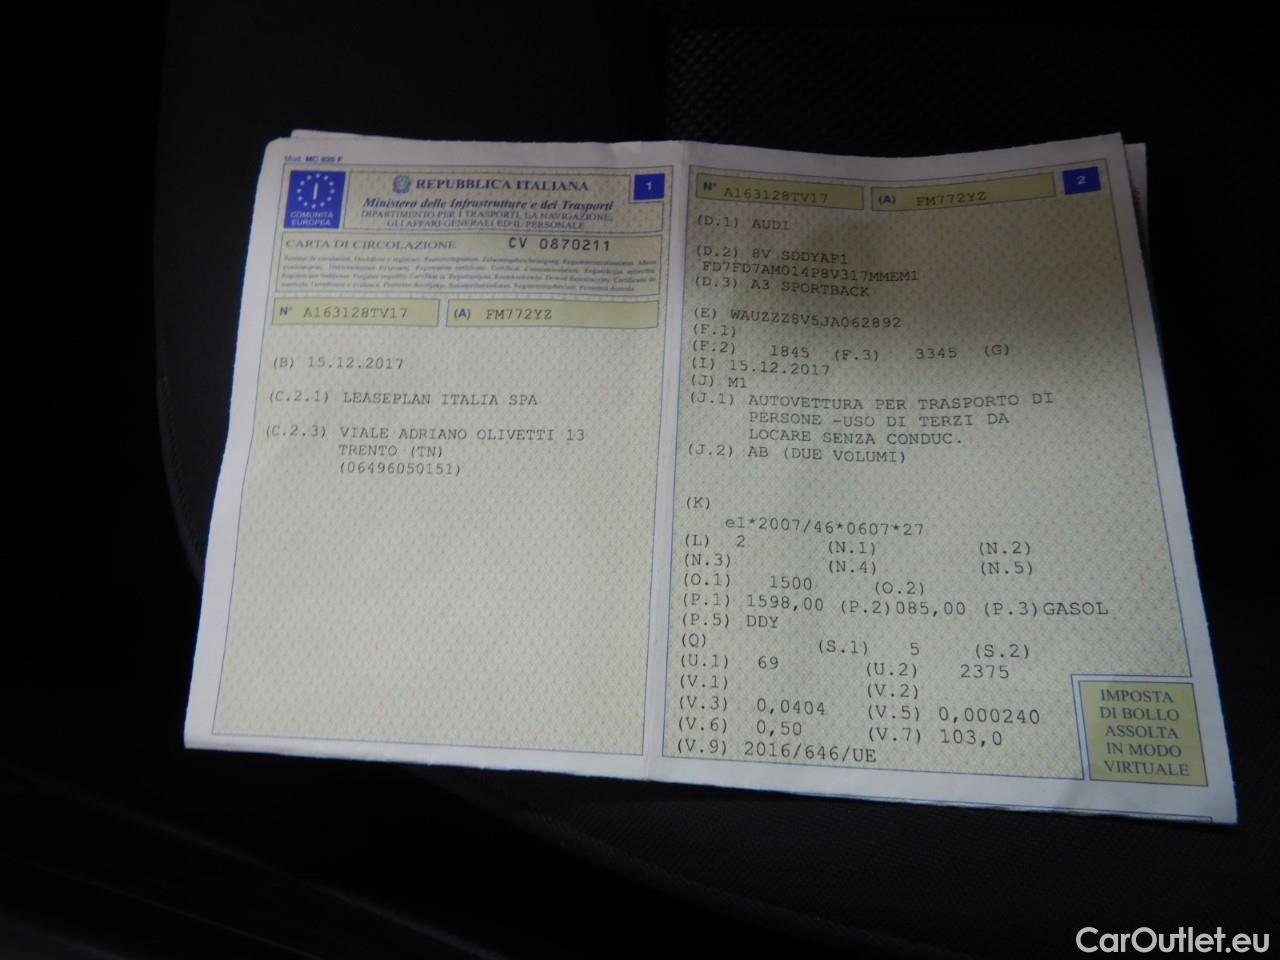 Mod. MC 820 F
I
COMUNITÀ
EUROPEA
REPUBBLICA ITALIANA
1
Ministero delle Infrastrutture e dei Trasporti
DIPARTIMENTO PER I TRASPORTI, LA NAVIGAZIONE,
GLI AFFARI GENERALI ED IL PERSONALE
CARTA DI CIRCOLAZIONE CV 0870211
N° A163128TV17 (A) FM772YZ
(B) 15.12.2017
(C.2.1) LEASEPLAN ITALIA SPA
(C.2.3) VIALE ADRIANO OLIVETTI 13
TRENTO (TN)
(06496050151)
N° A163128TV17 (A) FM772YZ 2
(D.1) AUDI
(D.2) 8V SDDYAF1
FD7FD7AM014P8V317MMEM1
(D.3) A3 SPORTBACK
(E) WAUZZZ8V5JA062892
(F.1)
(F.2) 1845 (F.3) 3345 (G)
(I) 15.12.2017
(J) M1
(J.1) AUTOVETTURA PER TRASPORTO DI
PERSONE -USO DI TERZI DA
LOCARE SENZA CONDUC.
(J.2) AB (DUE VOLUMI)
(K)
e1*2007/46*0607*27
(L) 2 (N.1) (N.2)
(N.3) (N.4) (N.5)
(O.1) 1500 (O.2)
(P.1) 1598,00 (P.2)085,00 (P.3)GASOL
(P.5) DDY
(Q) (S.1) 5 (S.2)
(U.1) 69 (U.2) 2375
(V.1) (V.2)
(V.3) 0,0404 (V.5) 0,000240
(V.6) 0,50 (V.7) 103,0
(V.9) 2016/646/UE
IMPOSTA
DI BOLLO
ASSOLTA
IN MODO
VIRTUALE
CarOutlet.eu